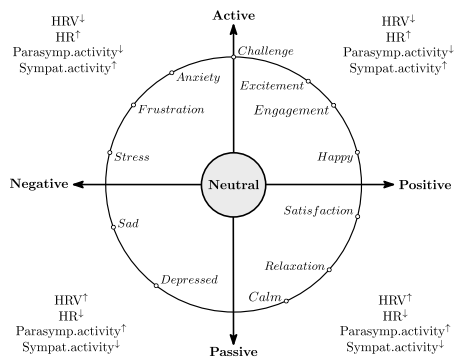 Active
HRV↓
HR↑
Parasymp.activity↓
Sympat.activity↑
HRV↓
HR↑
Parasymp.activity↓
Sympat.activity↑
Challenge
Anxiety
Excitement
Frustration
Engagement
Stress
Happy
Negative
Neutral
Positive
Satisfaction
Sad
Relaxation
Depressed
Calm
HRV↑
HR↓
Parasymp.activity↑
Sympat.activity↓
HRV↑
HR↓
Parasymp.activity↑
Sympat.activity↓
Passive